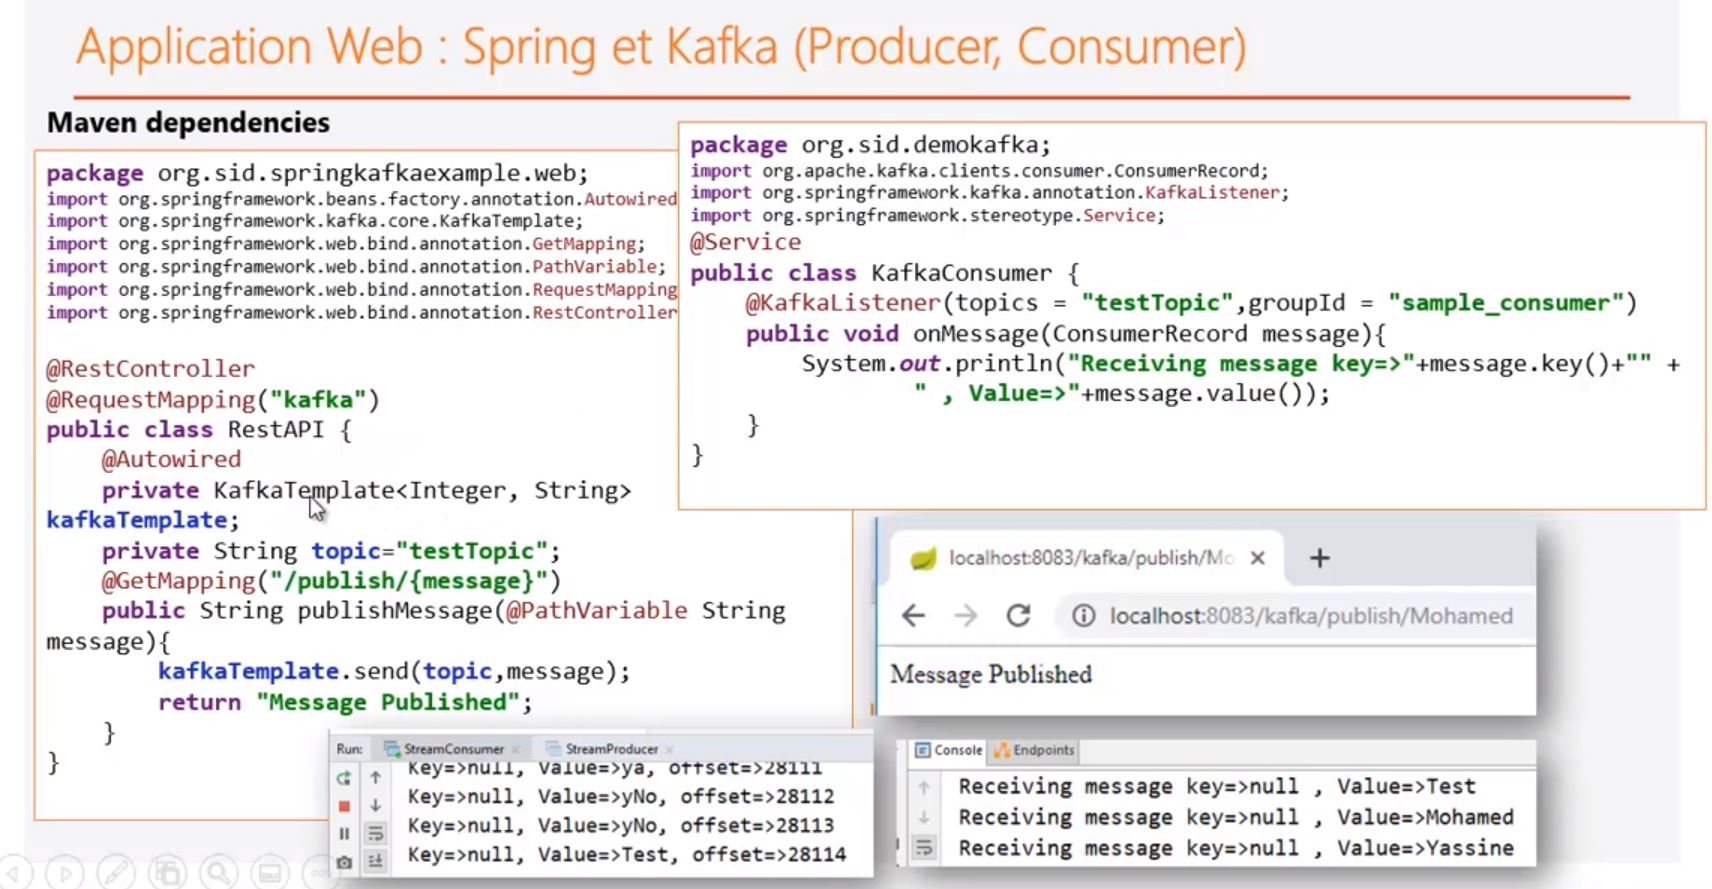 Application Web : Spring et Kafka (Producer, Consumer)
Maven dependencies
package org.sid.springkafkaexample.web;
import org.springframework.beans.factory.annotation.Autowired
import org.springframework.kafka.core.KafkaTemplate;
import org.springframework.web.bind.annotation.GetMapping;
import org.springframework.web.bind.annotation.PathVariable;
import org.springframework.web.bind.annotation.RequestMapping
import org.springframework.web.bind.annotation.RestController
@RestController
@RequestMapping("kafka")
public class RestAPI {
@Autowired
private KafkaTemplate<Integer, String>
kafkaTemplate;
private String topic="testTopic";
@GetMapping("/publish/{message}")
public String publishMessage(@PathVariable String
message){
kafkaTemplate.send(topic,message);
return "Message Published";
}
}
package org.sid.demokafka;
import org.apache.kafka.clients.consumer.ConsumerRecord;
import org.springframework.kafka.annotation.KafkaListener;
import org.springframework.stereotype.Service;
@Service
public class KafkaConsumer {
@KafkaListener(topics = "testTopic",groupId = "sample_consumer")
public void onMessage(ConsumerRecord message){
System.out.println("Receiving message key=>"+message.key()+"" +
" , Value=>"+message.value());
}
}
localhost:8083/kafka/publish/Mo
localhost:8083/kafka/publish/Mohamed
Message Published
Run: StreamConsumer StreamProducer
Key=>null, Value=>ya, offset=>28111
Key=>null, Value=>yNo, offset=>28112
Key=>null, Value=>yNo, offset=>28113
Key=>null, Value=>Test, offset=>28114
Console Endpoints
Receiving message key=>null , Value=>Test
Receiving message key=>null , Value=>Mohamed
Receiving message key=>null , Value=>Yassine